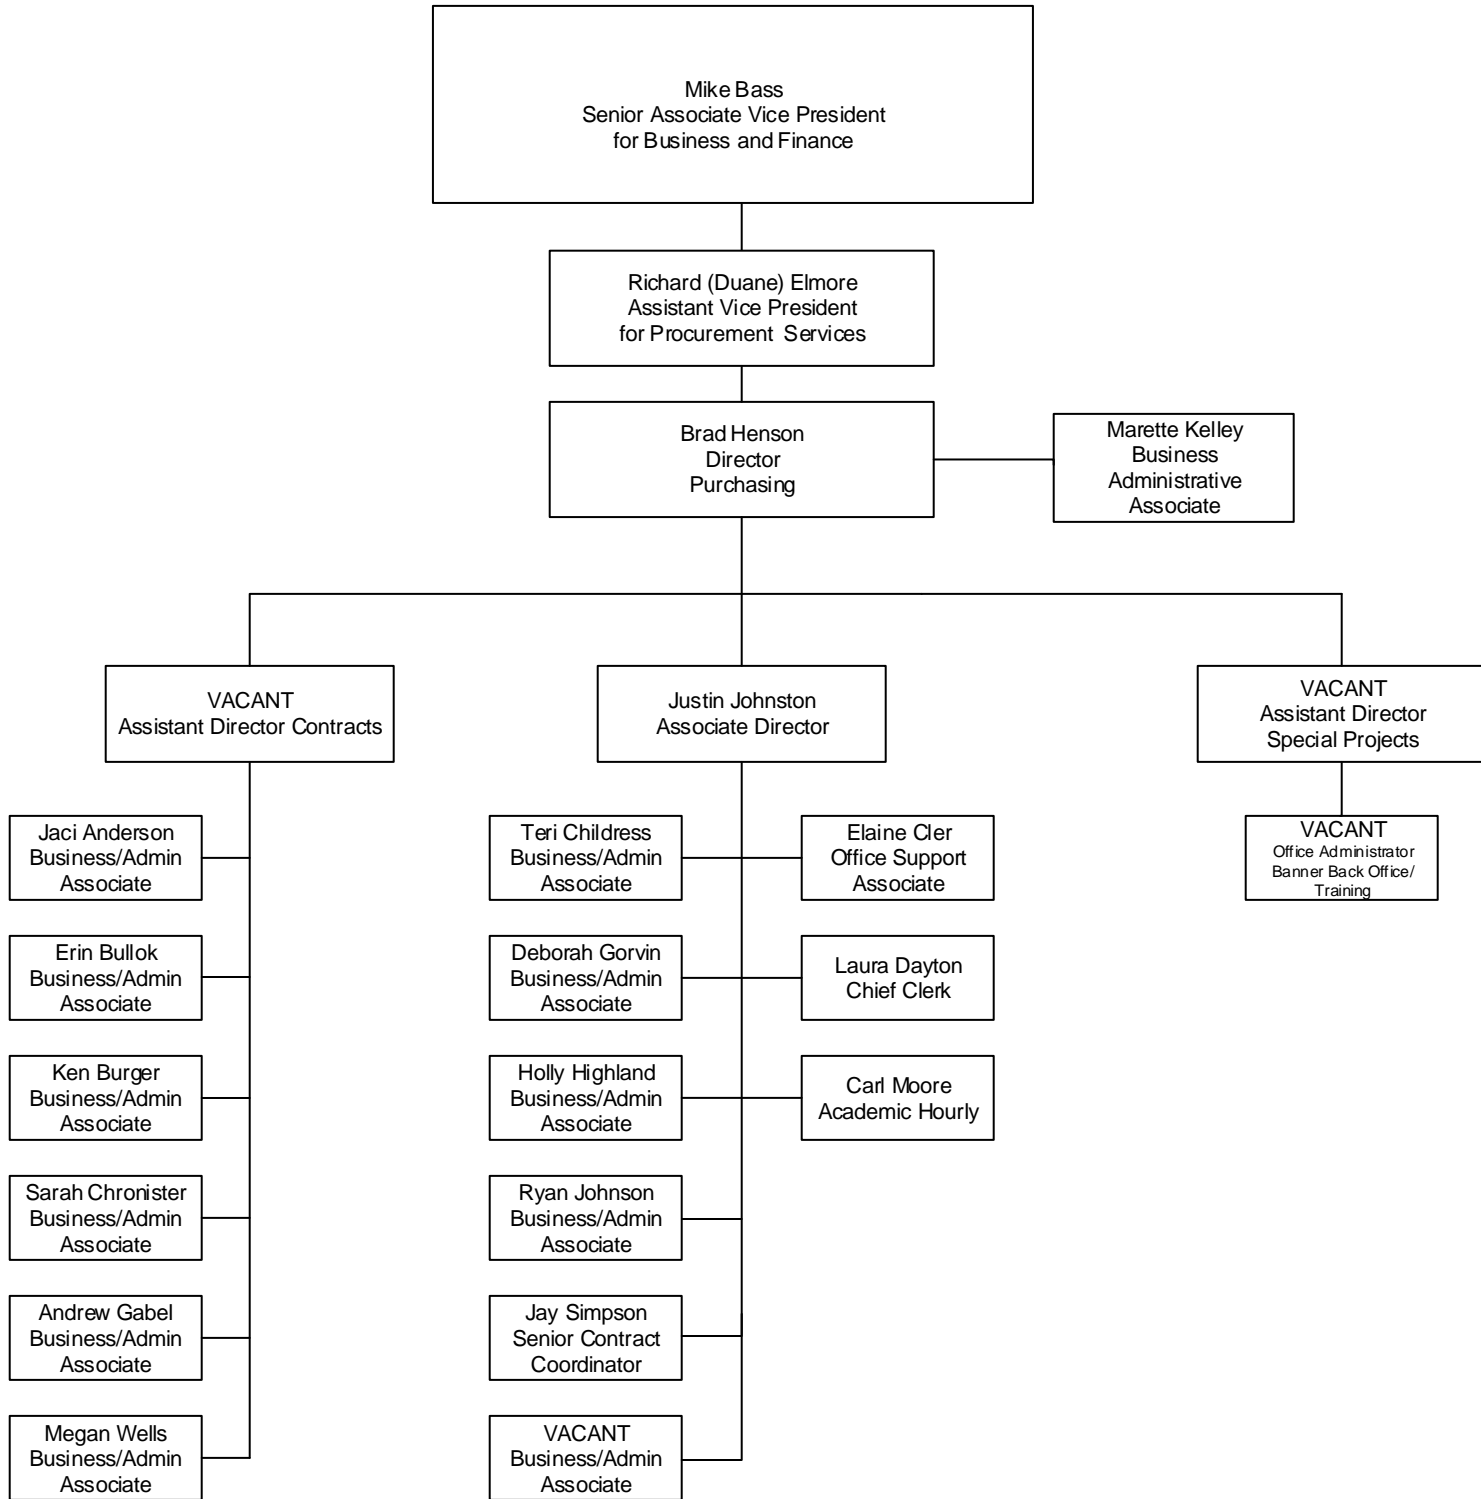 Mike Bass
Senior Associate Vice President
for Business and Finance
Richard (Duane) Elmore
Assistant Vice President
for Procurement Services
Brad Henson
Director
Purchasing
Marette Kelley
Business
Administrative
Associate
VACANT
Assistant Director Contracts
Justin Johnston
Associate Director
VACANT
Assistant Director
Special Projects
Jaci Anderson
Business/Admin
Associate
Erin Bullok
Business/Admin
Associate
Ken Burger
Business/Admin
Associate
Sarah Chronister
Business/Admin
Associate
Andrew Gabel
Business/Admin
Associate
Megan Wells
Business/Admin
Associate
Teri Childress
Business/Admin
Associate
Deborah Gorvin
Business/Admin
Associate
Holly Highland
Business/Admin
Associate
Ryan Johnson
Business/Admin
Associate
Jay Simpson
Senior Contract
Coordinator
VACANT
Business/Admin
Associate
Elaine Cler
Office Support
Associate
Laura Dayton
Chief Clerk
Carl Moore
Academic Hourly
VACANT
Office Administrator
Banner Back Office/
Training